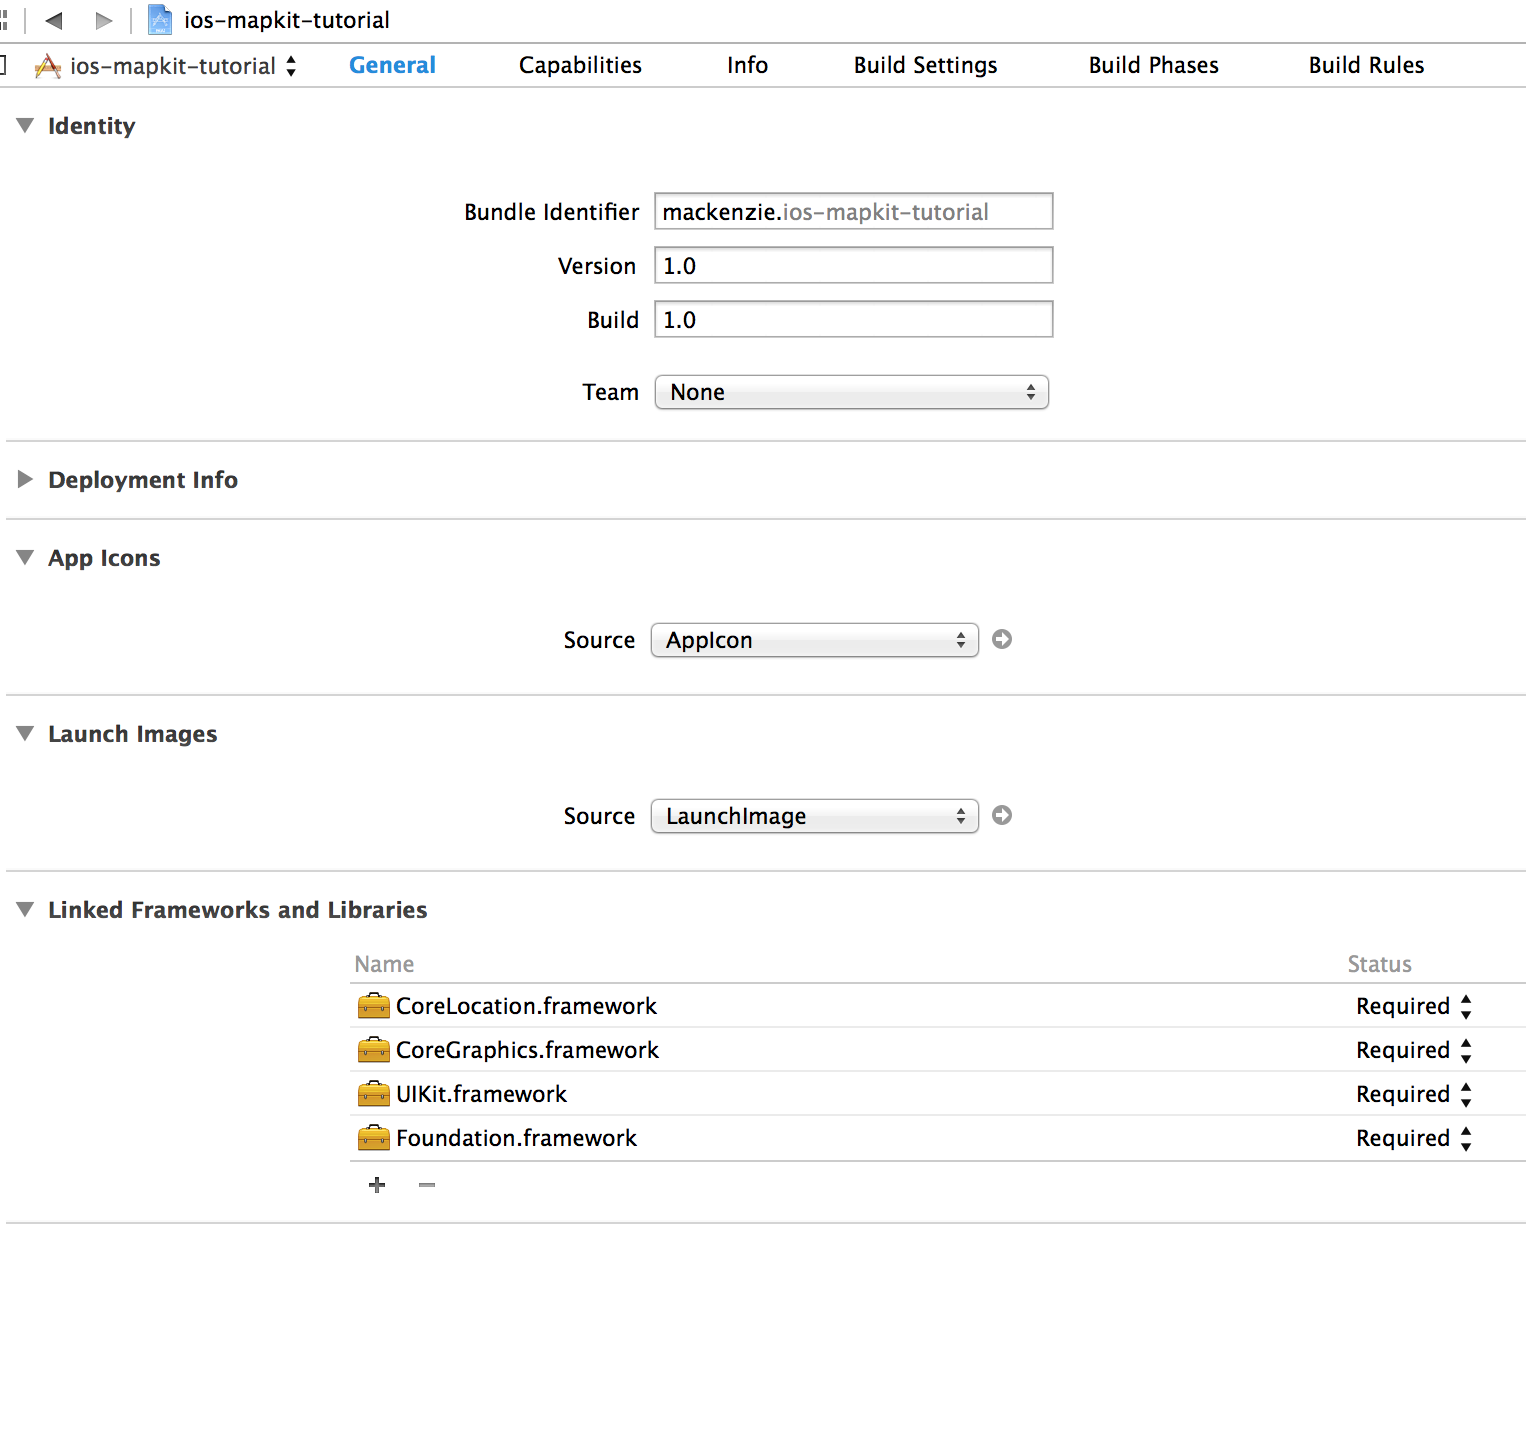 ios-mapkit-tutorial
ios-mapkit-tutorial General Capabilities Info Build Settings Build Phases Build Rules
Identity
Bundle Identifier mackenzie.ios-mapkit-tutorial
Version 1.0
Build 1.0
Team None
Deployment Info
App Icons
Source AppIcon
Launch Images
Source LaunchImage
Linked Frameworks and Libraries
Name Status
CoreLocation.framework Required
CoreGraphics.framework Required
UIKit.framework Required
Foundation.framework Required